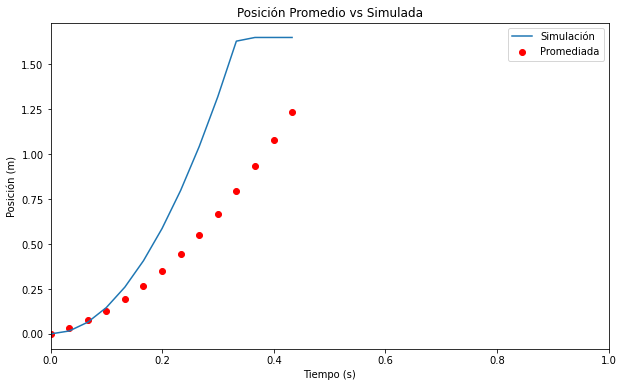 Posición Promedio vs Simulada
Simulación
Promediada
Posición (m)
1.50
1.25
1.00
0.75
0.50
0.25
0.00
0.0 0.2 0.4 0.6 0.8 1.0
Tiempo (s)